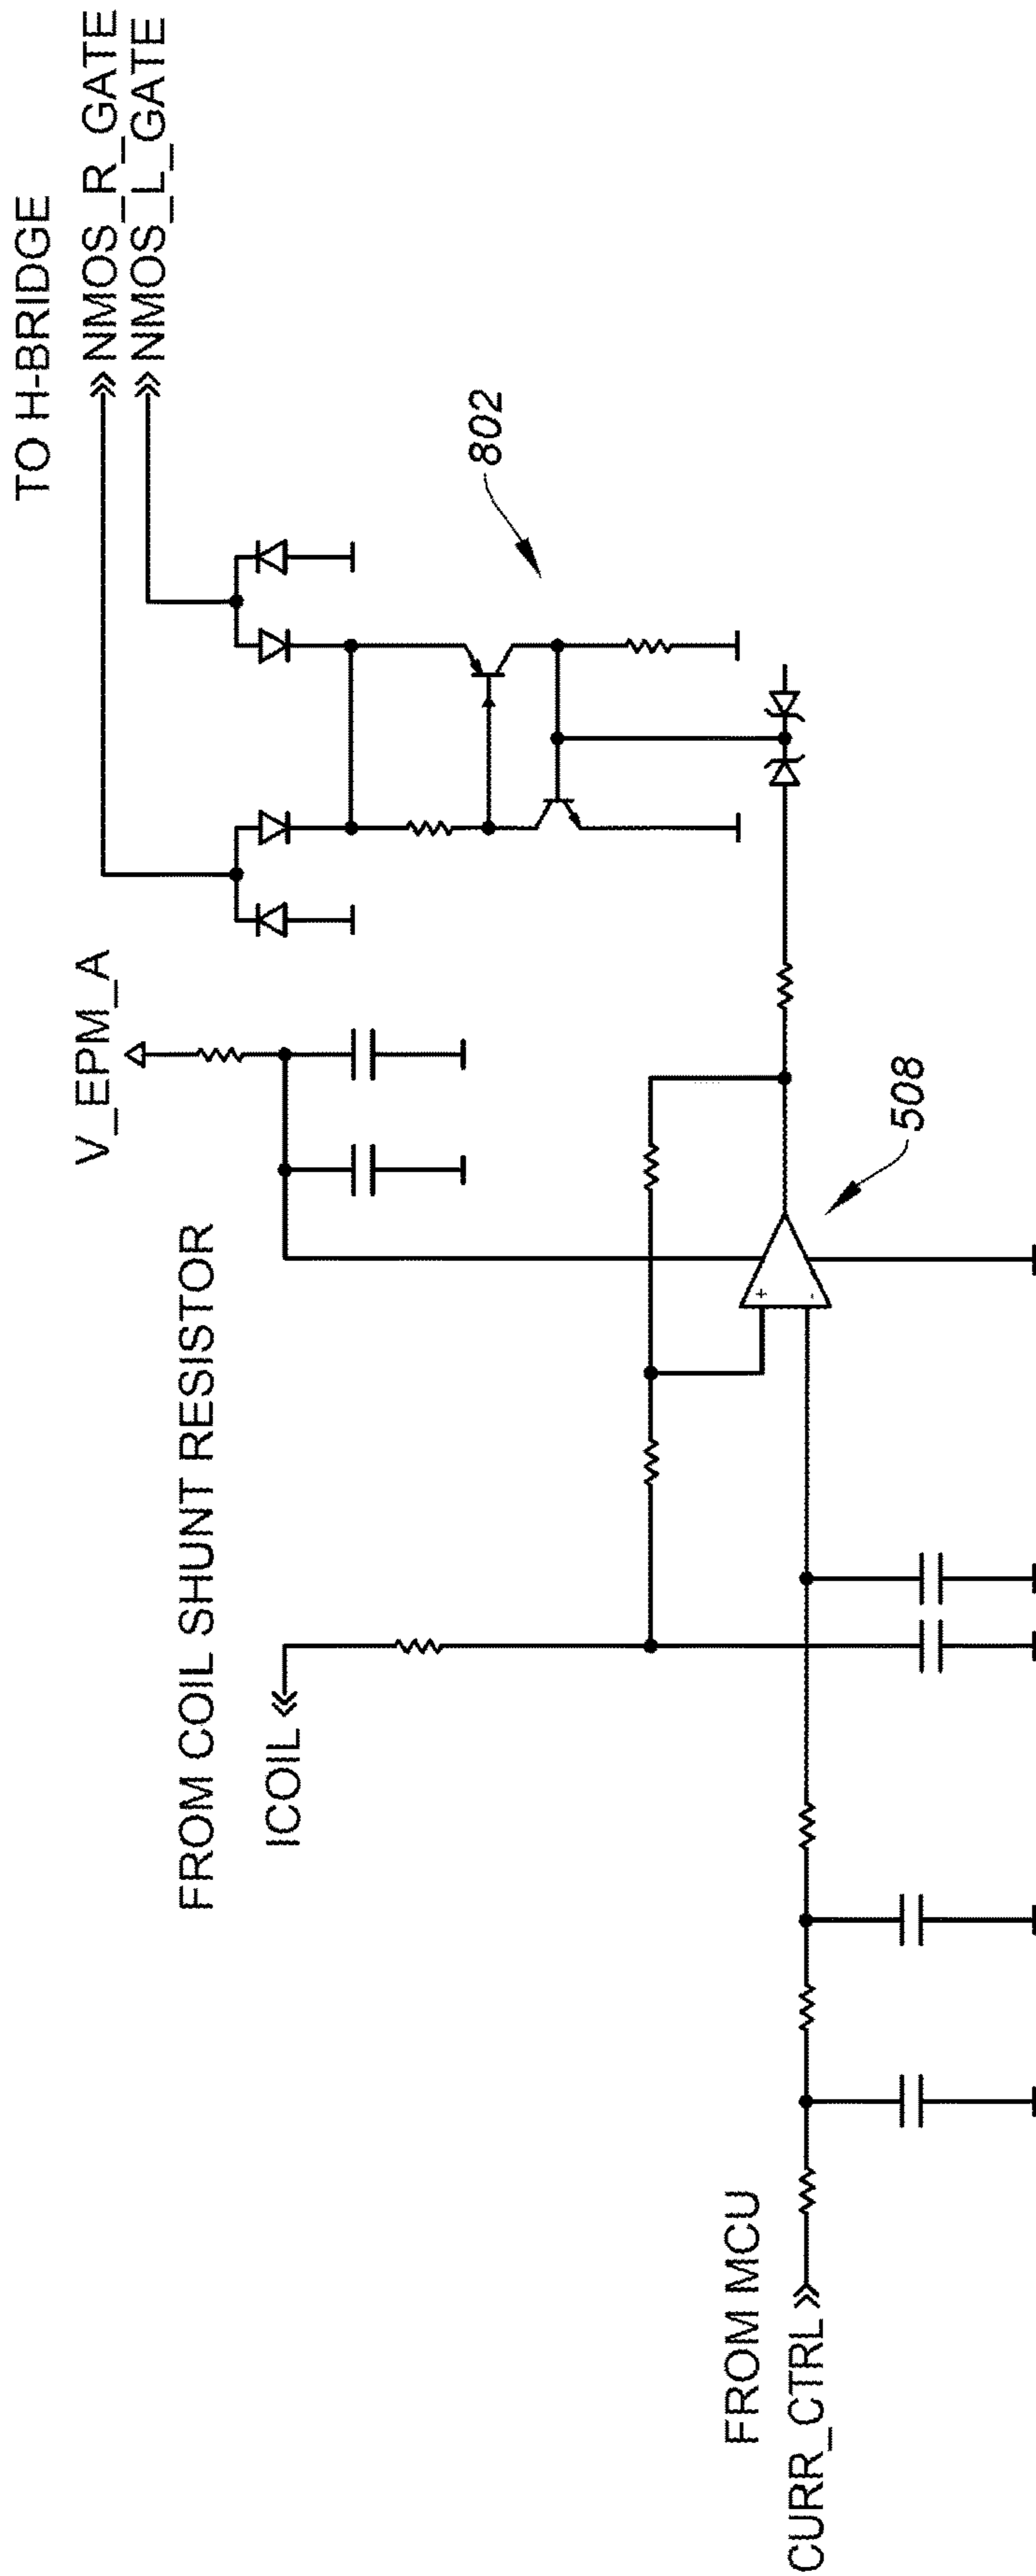 TO H-BRIDGE
NMOS_R_GATE
NMOS_L_GATE
V_EPM_A
FROM COIL SHUNT RESISTOR
ICOIL
802
508
+
-
FROM MCU
CURR_CTRL